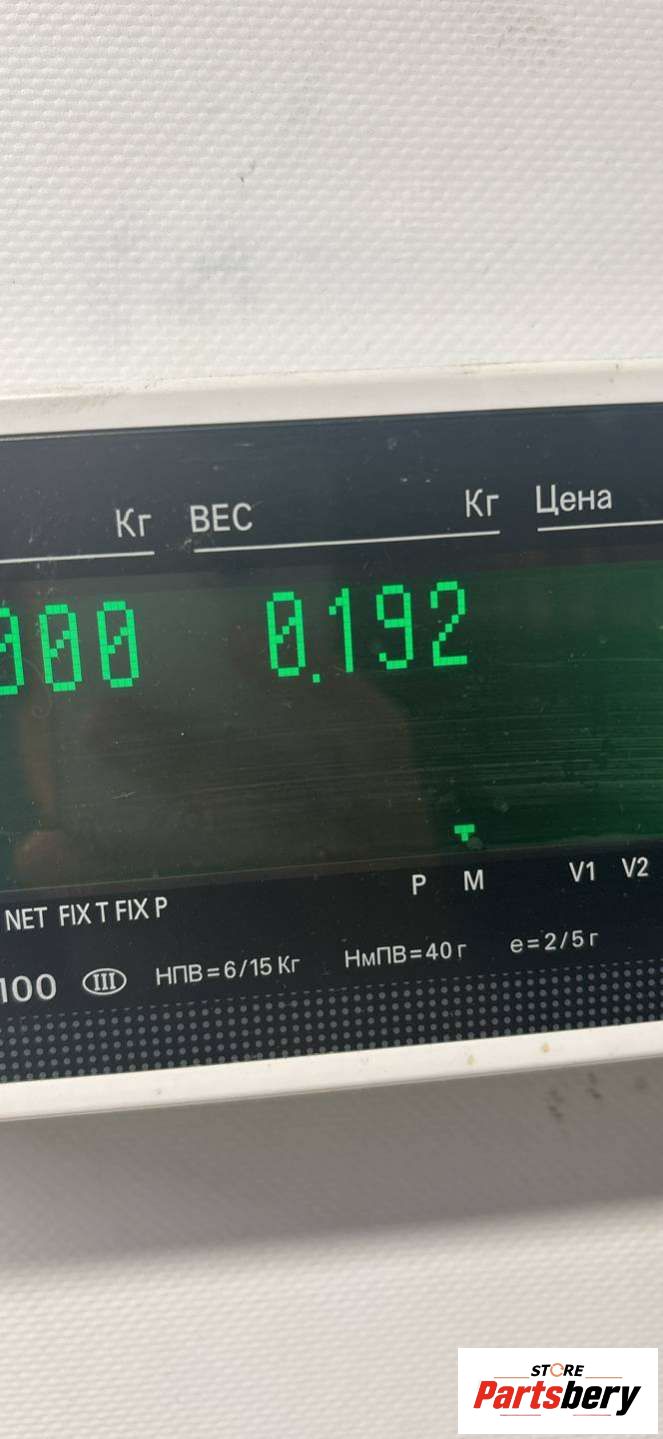 Кг ВЕС Кг Цена
000 0.192
P M V1 V2
NET FIX T FIX P
100 III НПВ=6/15 Кг НмПВ=40 г e=2/5 г
STORE
Partsbery